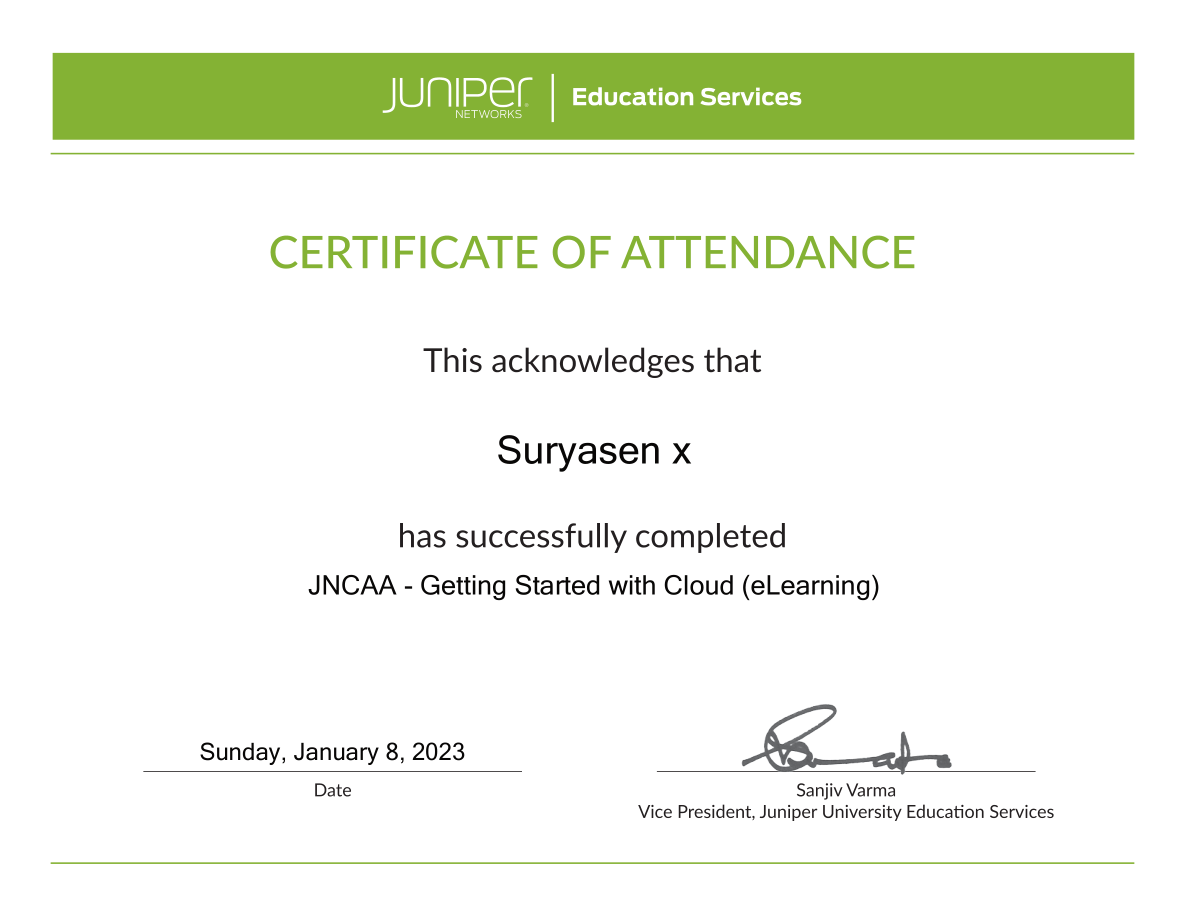 JUNIPEr
NETWORKS
Education Services
CERTIFICATE OF ATTENDANCE
This acknowledges that
Suryasen x
has successfully completed
JNCAA - Getting Started with Cloud (eLearning)
Sunday, January 8, 2023
Date
Sanjiv Varma
Vice President, Juniper University Education Services